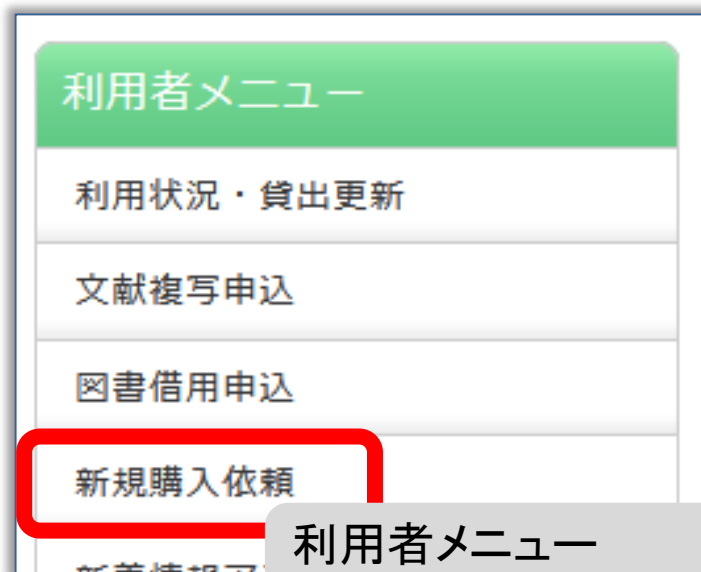 利用者メニュー
利用状況・貸出更新
文献複写申込
図書借用申込
新規購入依頼
利用者メニュー